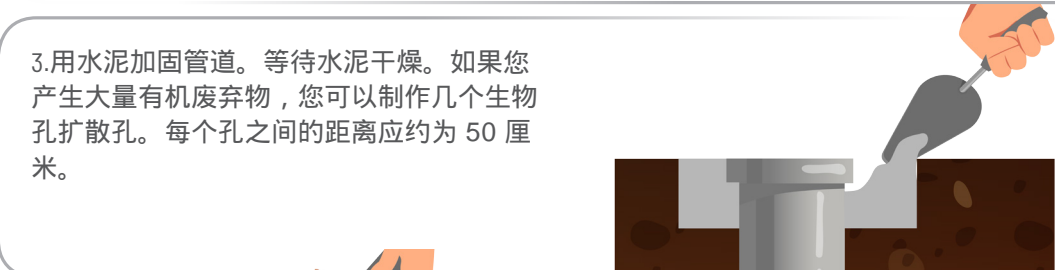 3.用水泥加固管道。等待水泥干燥。如果您
产生大量有机废弃物，您可以制作几个生物
孔扩散孔。每个孔之间的距离应约为 50 厘
米。